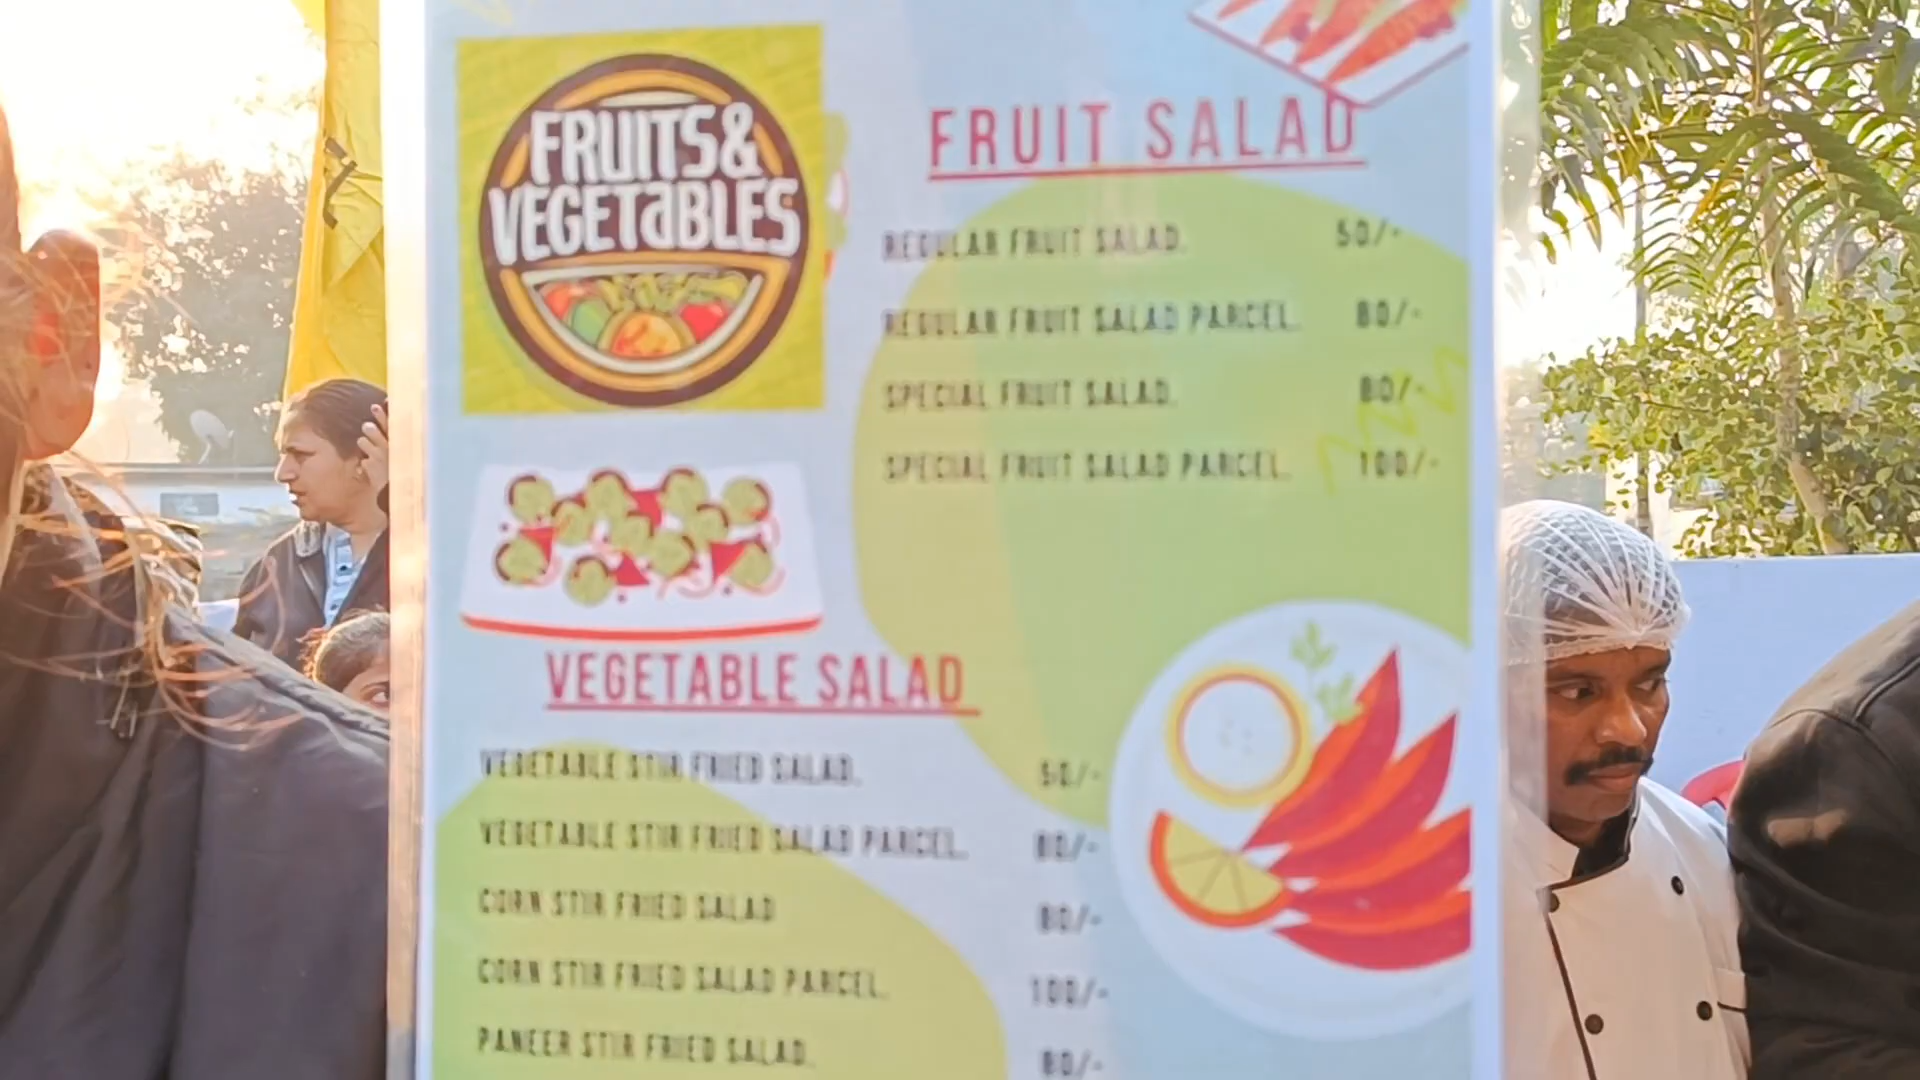 FRUITS&
VEGETABLES
FRUIT SALAD
REGULAR FRUIT SALAD. 50/-
REGULAR FRUIT SALAD PARCEL. 80/-
SPECIAL FRUIT SALAD. 80/-
SPECIAL FRUIT SALAD PARCEL. 100/-
VEGETABLE SALAD
VEGETABLE STIR FRIED SALAD. 50/-
VEGETABLE STIR FRIED SALAD PARCEL. 80/-
CORN STIR FRIED SALAD 80/-
CORN STIR FRIED SALAD PARCEL. 100/-
PANEER STIR FRIED SALAD. 80/-